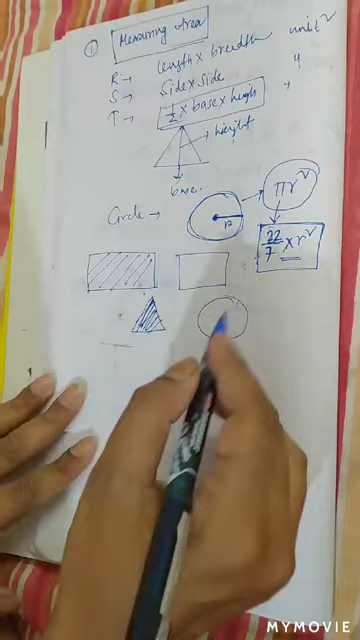 ① Measuring Area
R → length × breadth unit²
S → side × side "
T → 1/2 × base × height "
height
base.
Circle → r πr²
22/7 × r²
MYMOVIE